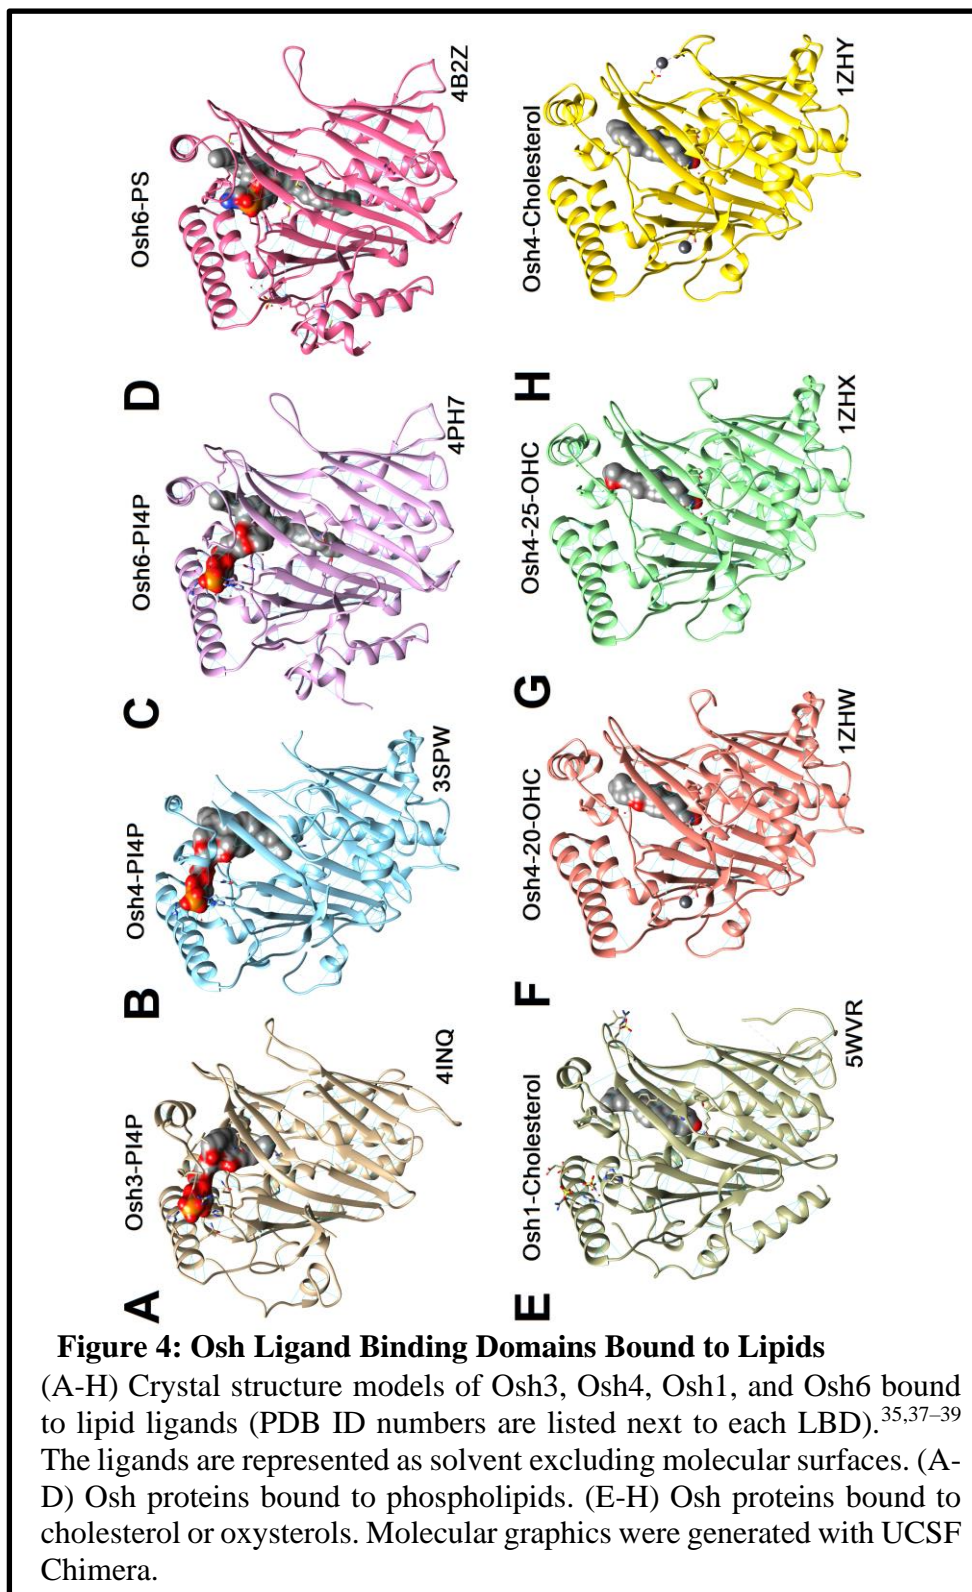 A
Osh3-PI4P
4INQ
B
Osh4-PI4P
3SPW
C
Osh6-PI4P
4PH7
D
Osh6-PS
4B2Z
E
Osh1-Cholesterol
5WVR
F
Osh4-20-OHC
1ZHW
G
Osh4-25-OHC
1ZHX
H
Osh4-Cholesterol
1ZHY
Figure 4: Osh Ligand Binding Domains Bound to Lipids
(A-H) Crystal structure models of Osh3, Osh4, Osh1, and Osh6 bound
to lipid ligands (PDB ID numbers are listed next to each LBD).35,37–39
The ligands are represented as solvent excluding molecular surfaces. (A-
D) Osh proteins bound to phospholipids. (E-H) Osh proteins bound to
cholesterol or oxysterols. Molecular graphics were generated with UCSF
Chimera.